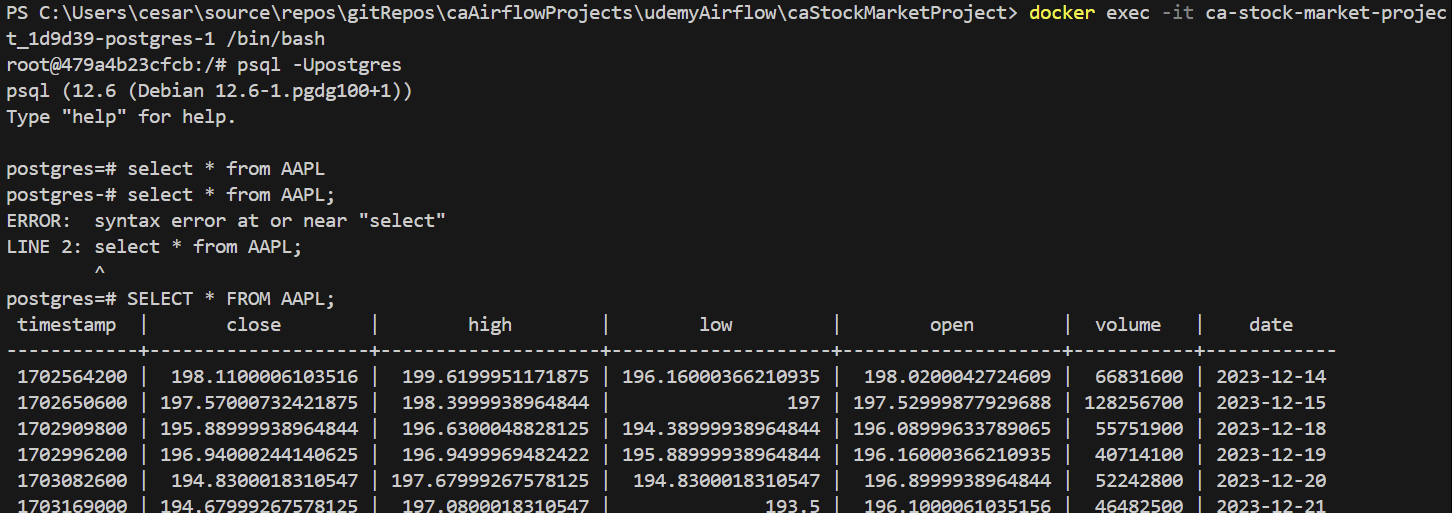 PS C:\Users\cesar\source\repos\gitRepos\caAirflowProjects\udemyAirflow\caStockMarketProject> docker exec -it ca-stock-market-projec
t_1d9d39-postgres-1 /bin/bash
root@479a4b23cfcb:/# psql -Upostgres
psql (12.6 (Debian 12.6-1.pgdg100+1))
Type "help" for help.

postgres=# select * from AAPL
postgres-# select * from AAPL;
ERROR:  syntax error at or near "select"
LINE 2: select * from AAPL;
        ^
postgres=# SELECT * FROM AAPL;
 timestamp  |       close        |        high        |        low         |        open        |  volume   |    date
------------+--------------------+--------------------+--------------------+--------------------+-----------+------------
 1702564200 |  198.1100006103516 |  199.6199951171875 | 196.16000366210935 |  198.0200042724609 |  66831600 | 2023-12-14
 1702650600 | 197.57000732421875 |  198.3999938964844 |                197 | 197.52999877929688 | 128256700 | 2023-12-15
 1702909800 | 195.88999938964844 |  196.6300048828125 | 194.38999938964844 | 196.08999633789065 |  55751900 | 2023-12-18
 1702996200 | 196.94000244140625 |  196.9499969482422 | 195.88999938964844 | 196.16000366210935 |  40714100 | 2023-12-19
 1703082600 |  194.8300018310547 | 197.67999267578125 |  194.8300018310547 |  196.8999938964844 |  52242800 | 2023-12-20
 1703169000 | 194.67999267578125 |  197.0800018310547 |              193.5 |  196.1000061035156 |  46482500 | 2023-12-21